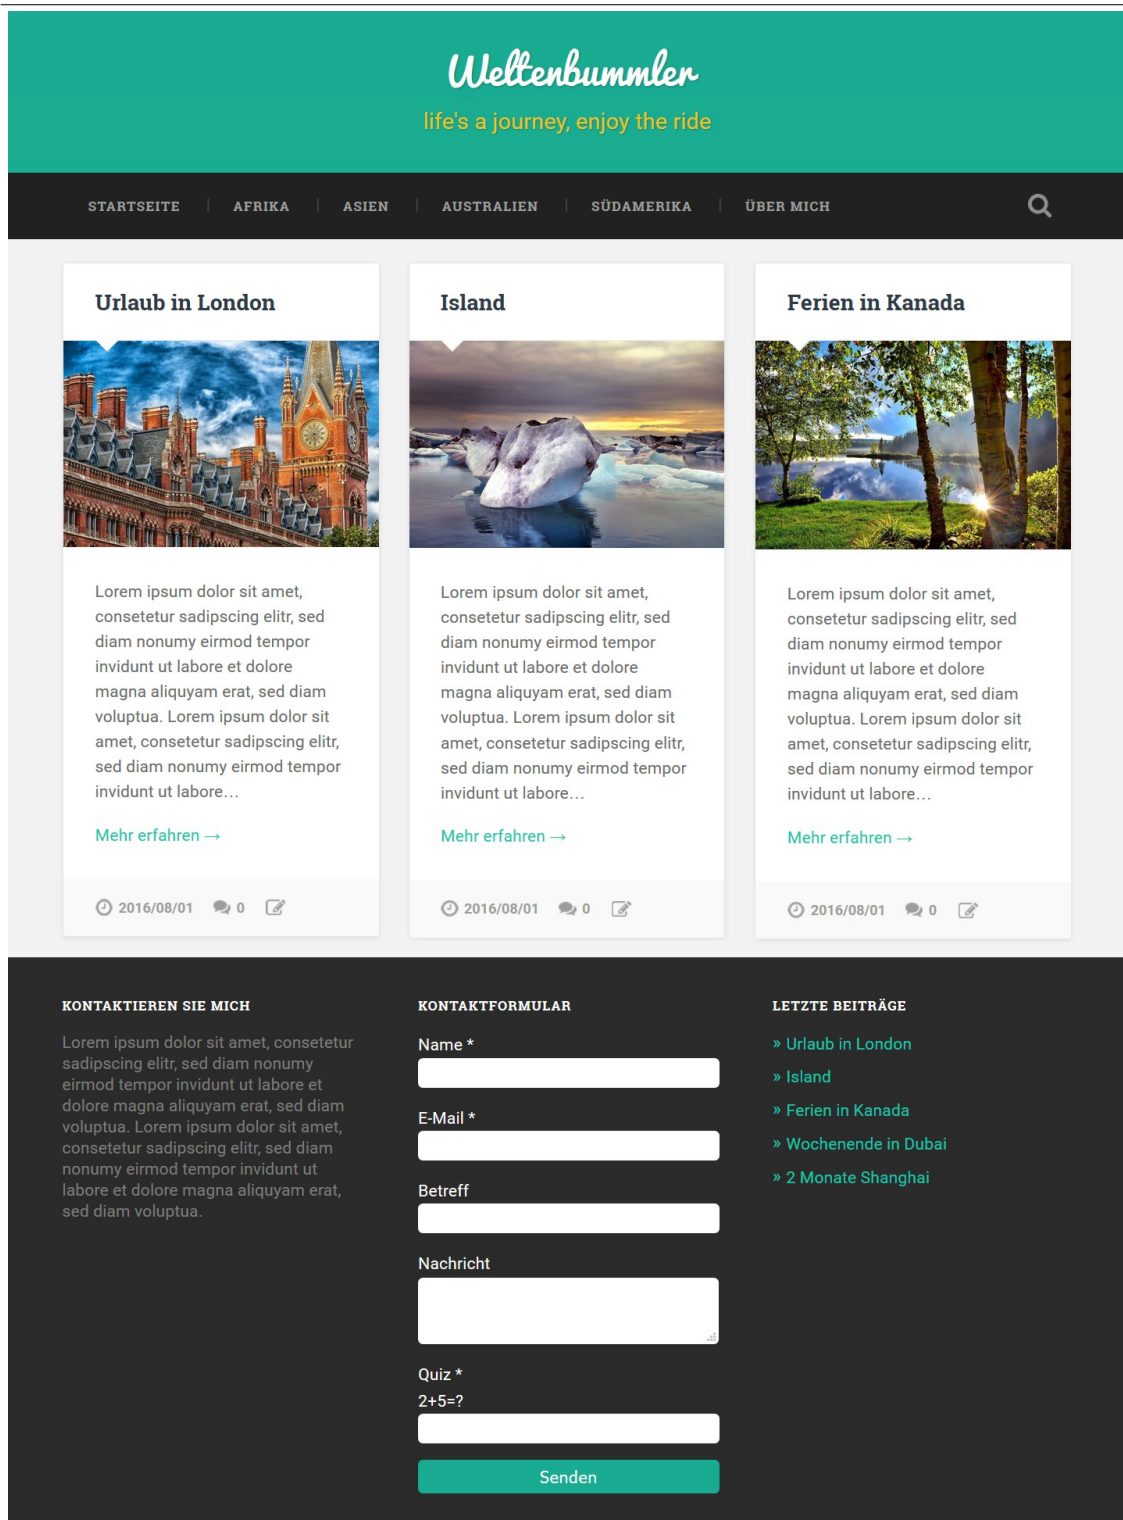 Weltenbummler
life's a journey, enjoy the ride
STARTSEITE
AFRIKA
ASIEN
AUSTRALIEN
SÜDAMERIKA
ÜBER MICH
Urlaub in London
Lorem ipsum dolor sit amet,
consetetur sadipscing elitr, sed
diam nonumy eirmod tempor
invidunt ut labore et dolore
magna aliquyam erat, sed diam
voluptua. Lorem ipsum dolor sit
amet, consetetur sadipscing elitr,
sed diam nonumy eirmod tempor
invidunt ut labore…
Mehr erfahren →
2016/08/01 0
Island
Lorem ipsum dolor sit amet,
consetetur sadipscing elitr, sed
diam nonumy eirmod tempor
invidunt ut labore et dolore
magna aliquyam erat, sed diam
voluptua. Lorem ipsum dolor sit
amet, consetetur sadipscing elitr,
sed diam nonumy eirmod tempor
invidunt ut labore…
Mehr erfahren →
2016/08/01 0
Ferien in Kanada
Lorem ipsum dolor sit amet,
consetetur sadipscing elitr, sed
diam nonumy eirmod tempor
invidunt ut labore et dolore
magna aliquyam erat, sed diam
voluptua. Lorem ipsum dolor sit
amet, consetetur sadipscing elitr,
sed diam nonumy eirmod tempor
invidunt ut labore…
Mehr erfahren →
2016/08/01 0
KONTAKTIEREN SIE MICH
Lorem ipsum dolor sit amet, consetetur
sadipscing elitr, sed diam nonumy
eirmod tempor invidunt ut labore et
dolore magna aliquyam erat, sed diam
voluptua. Lorem ipsum dolor sit amet,
consetetur sadipscing elitr, sed diam
nonumy eirmod tempor invidunt ut
labore et dolore magna aliquyam erat,
sed diam voluptua.
KONTAKTFORMULAR
Name *
E-Mail *
Betreff
Nachricht
Quiz *
2+5=?
Senden
LETZTE BEITRÄGE
» Urlaub in London
» Island
» Ferien in Kanada
» Wochenende in Dubai
» 2 Monate Shanghai